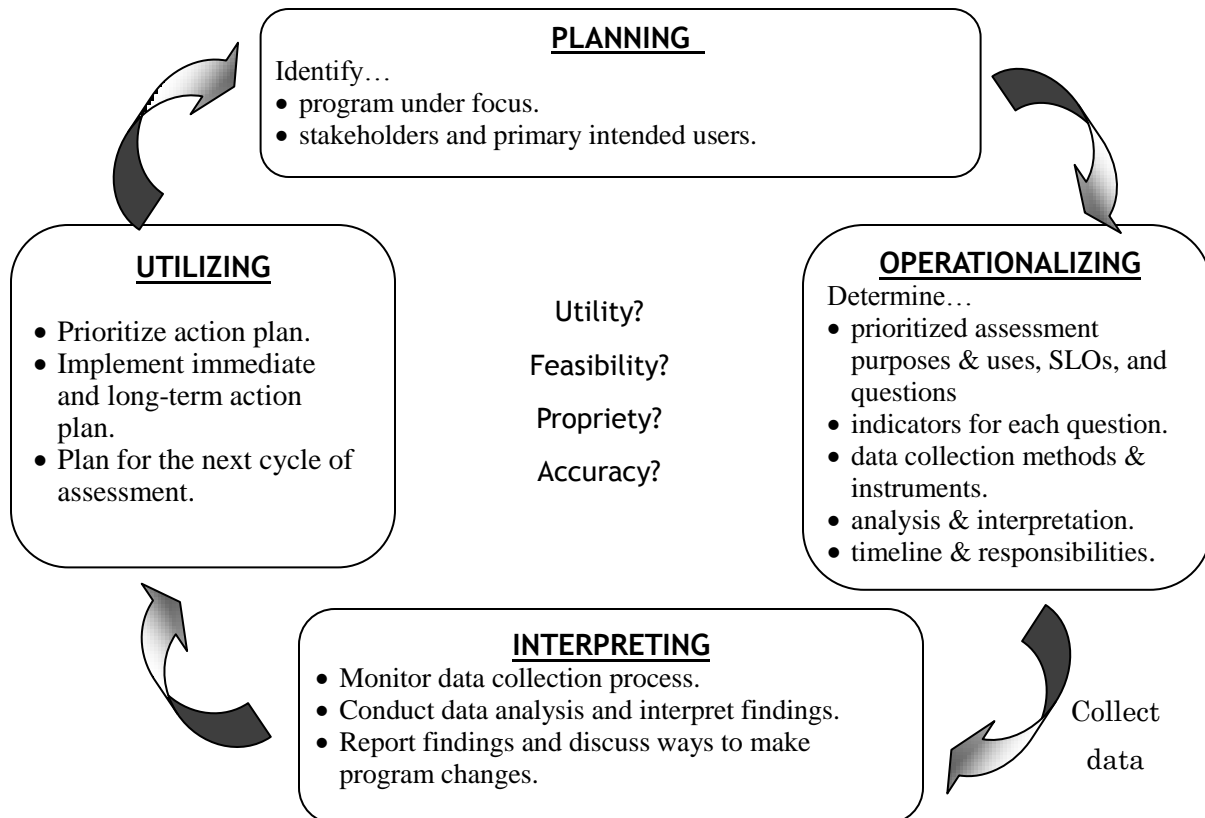 PLANNING
Identify…
• program under focus.
• stakeholders and primary intended users.
UTILIZING
• Prioritize action plan.
• Implement immediate
and long-term action
plan.
• Plan for the next cycle of
assessment.
Utility?
Feasibility?
Propriety?
Accuracy?
OPERATIONALIZING
Determine…
• prioritized assessment
purposes & uses, SLOs, and
questions
• indicators for each question.
• data collection methods &
instruments.
• analysis & interpretation.
• timeline & responsibilities.
INTERPRETING
• Monitor data collection process.
• Conduct data analysis and interpret findings.
• Report findings and discuss ways to make
program changes.
Collect
data